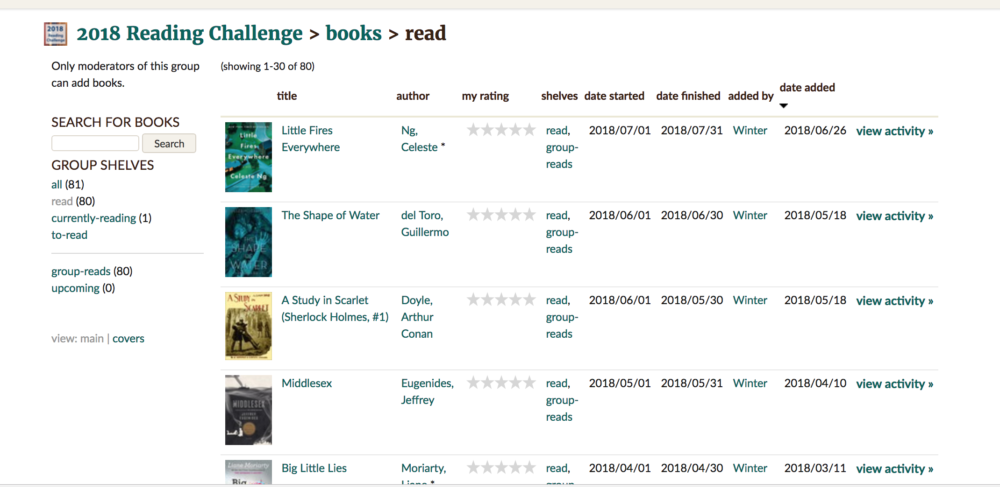 2018
Reading
Challenge
2018 Reading Challenge > books > read
Only moderators of this group
can add books.
SEARCH FOR BOOKS
Search
GROUP SHELVES
all (81)
read (80)
currently-reading (1)
to-read
group-reads (80)
upcoming (0)
view: main | covers
(showing 1-30 of 80)
title author my rating shelves date started date finished added by date added
Little
Fires
Everywhere
Celeste Ng
Little Fires Ng, read, 2018/07/01 2018/07/31 Winter 2018/06/26 view activity »
Everywhere Celeste * group-
reads
THE
SHAPE
OF
WATER
The Shape of Water del Toro, read, 2018/06/01 2018/06/30 Winter 2018/05/18 view activity »
Guillermo group-
reads
A STUDY IN
SCARLET
A Study in Scarlet Doyle, read, 2018/06/01 2018/05/30 Winter 2018/05/18 view activity »
(Sherlock Holmes, #1) Arthur group-
Conan reads
MIDDLESEX
JEFFREY
EUGENIDES
Middlesex Eugenides, read, 2018/05/01 2018/05/31 Winter 2018/04/10 view activity »
Jeffrey group-
reads
Liane Moriarty
Big
Big Little Lies Moriarty, read, 2018/04/01 2018/04/30 Winter 2018/03/11 view activity »
Liane * group-